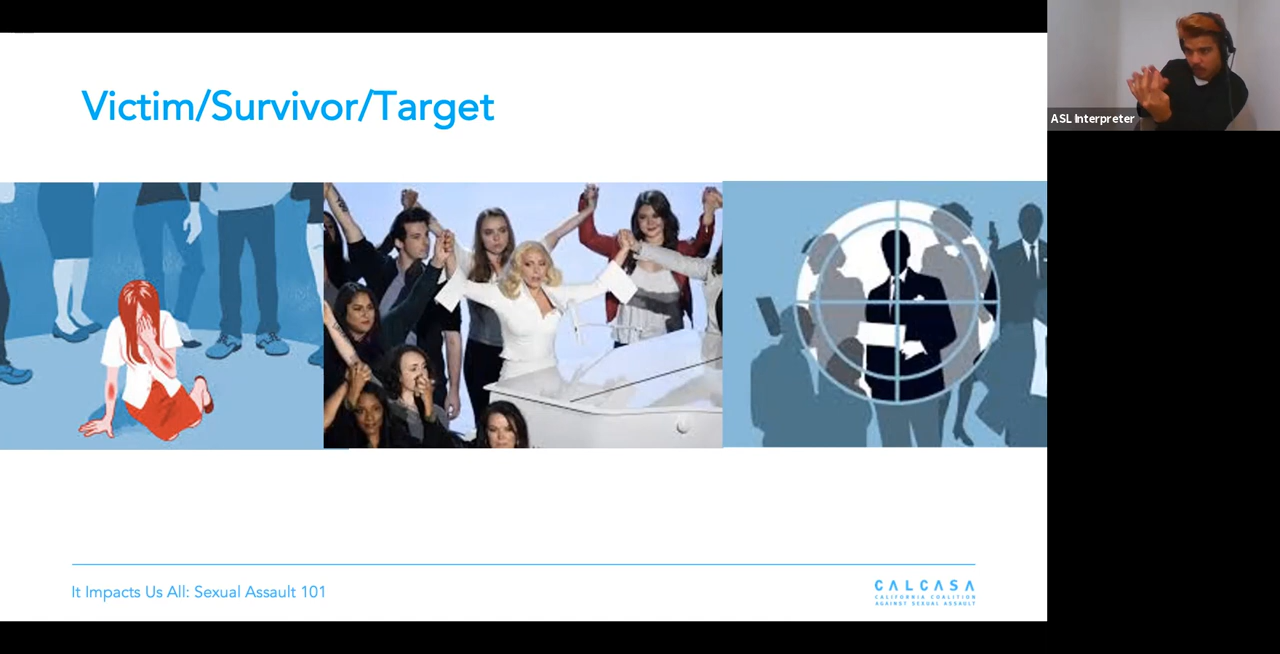 Victim/Survivor/Target
ASL Interpreter
It Impacts Us All: Sexual Assault 101
CALCASA
CALIFORNIA COALITION
AGAINST SEXUAL ASSAULT